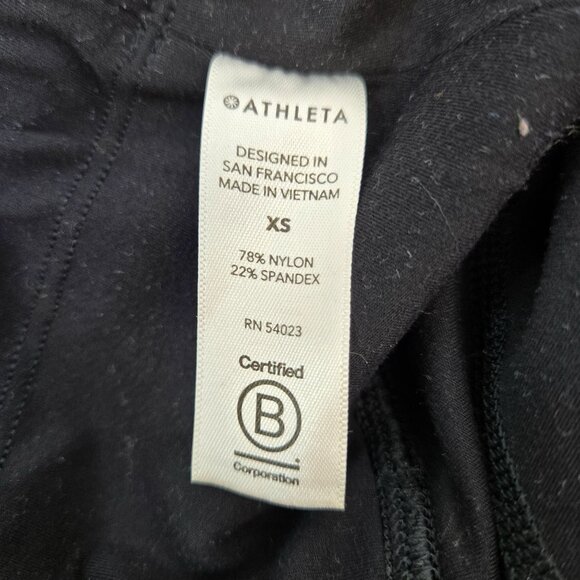 ATHLETA
DESIGNED IN
SAN FRANCISCO
MADE IN VIETNAM
XS
78% NYLON
22% SPANDEX
RN 54023
Certified
B
Corporation